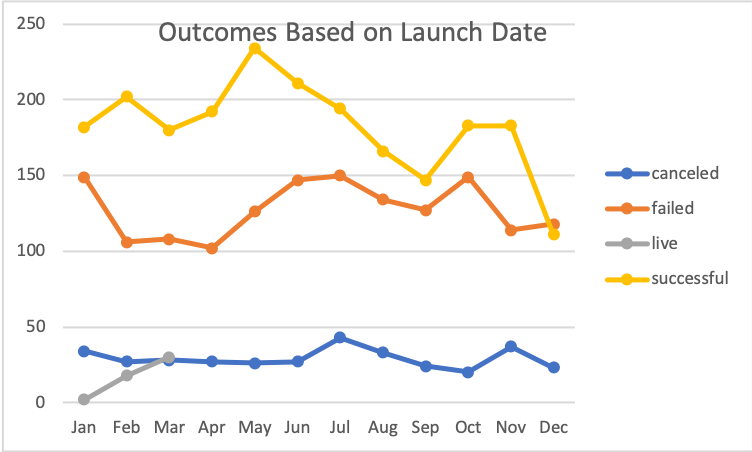 Outcomes Based on Launch Date
250
200
150
100
50
0
Jan Feb Mar Apr May Jun Jul Aug Sep Oct Nov Dec
canceled
failed
live
successful